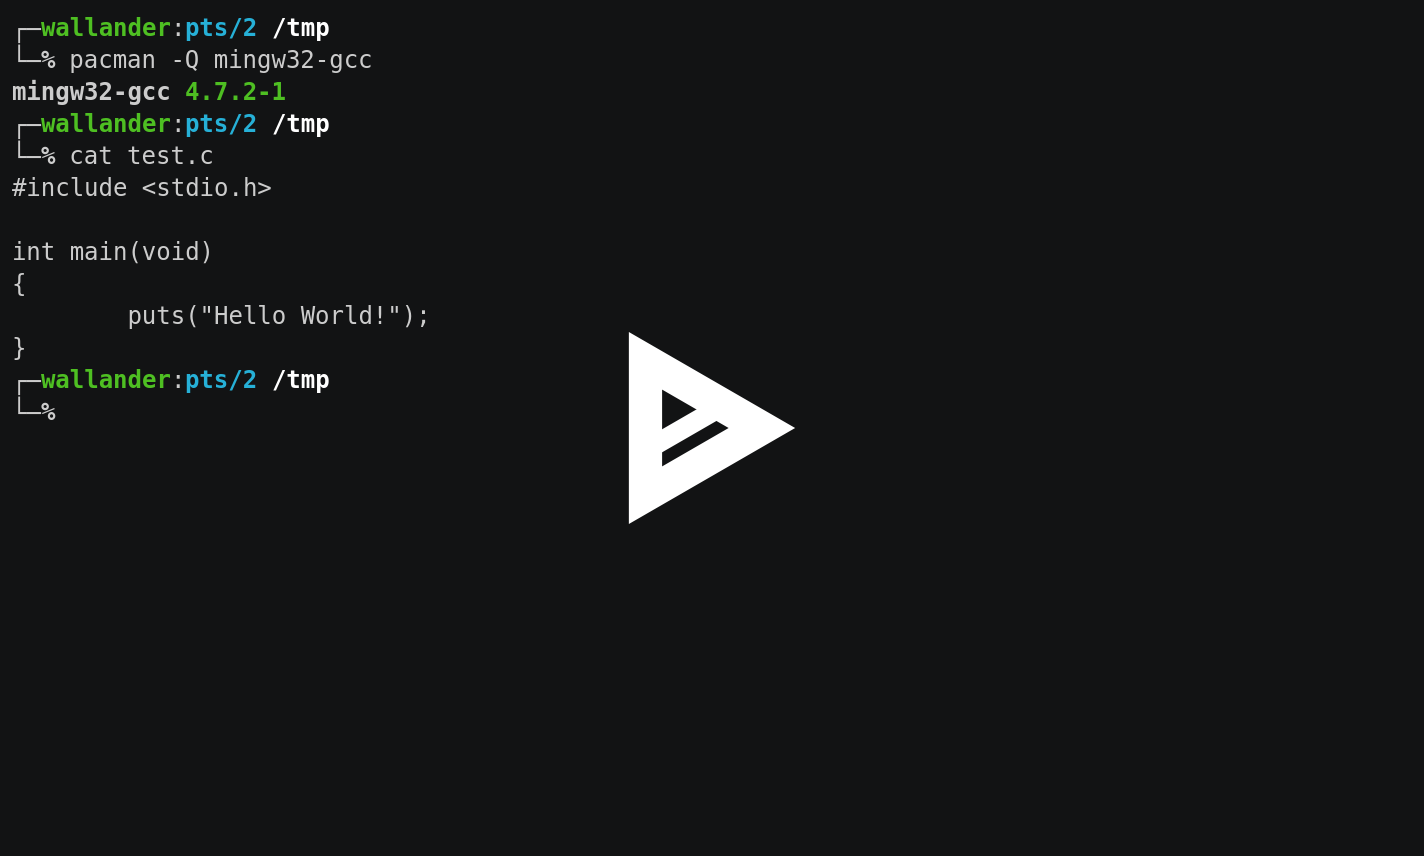 ┌─wallander:pts/2 /tmp
└─% pacman -Q mingw32-gcc
mingw32-gcc 4.7.2-1
┌─wallander:pts/2 /tmp
└─% cat test.c
#include <stdio.h>

int main(void)
{
        puts("Hello World!");
}
┌─wallander:pts/2 /tmp
└─%